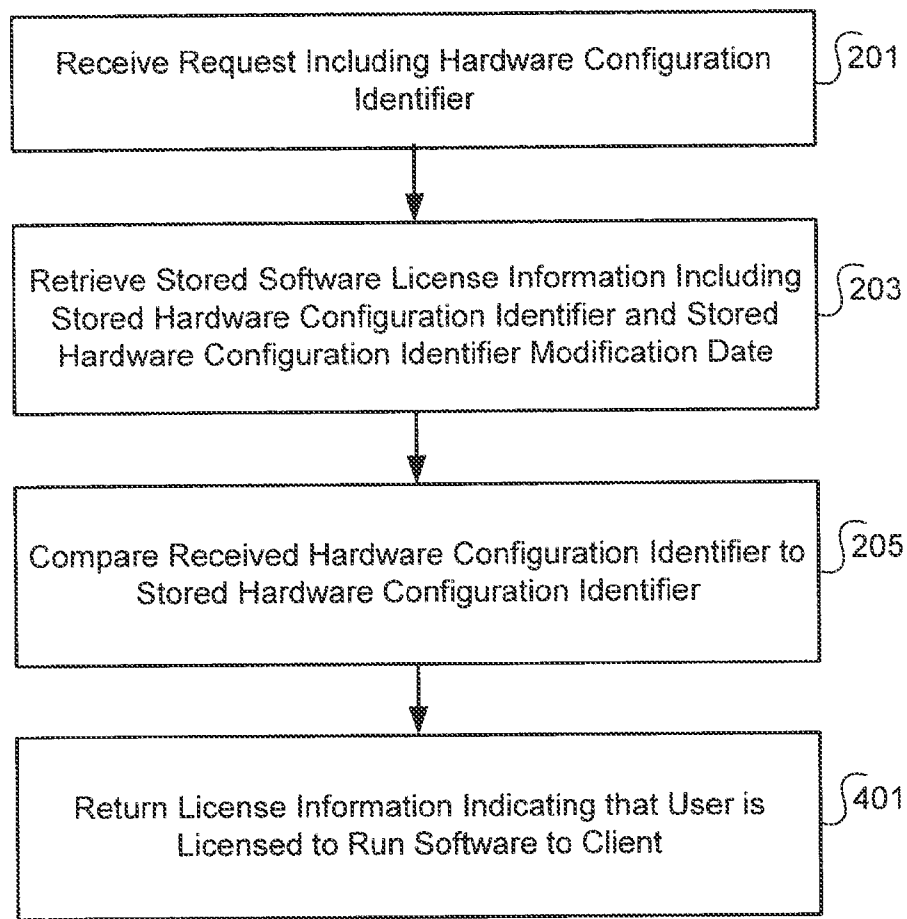 Receive Request Including Hardware Configuration
Identifier
201
Retrieve Stored Software License Information Including
Stored Hardware Configuration Identifier and Stored
Hardware Configuration Identifier Modification Date
203
Compare Received Hardware Configuration Identifier to
Stored Hardware Configuration Identifier
205
Return License Information Indicating that User is
Licensed to Run Software to Client
401